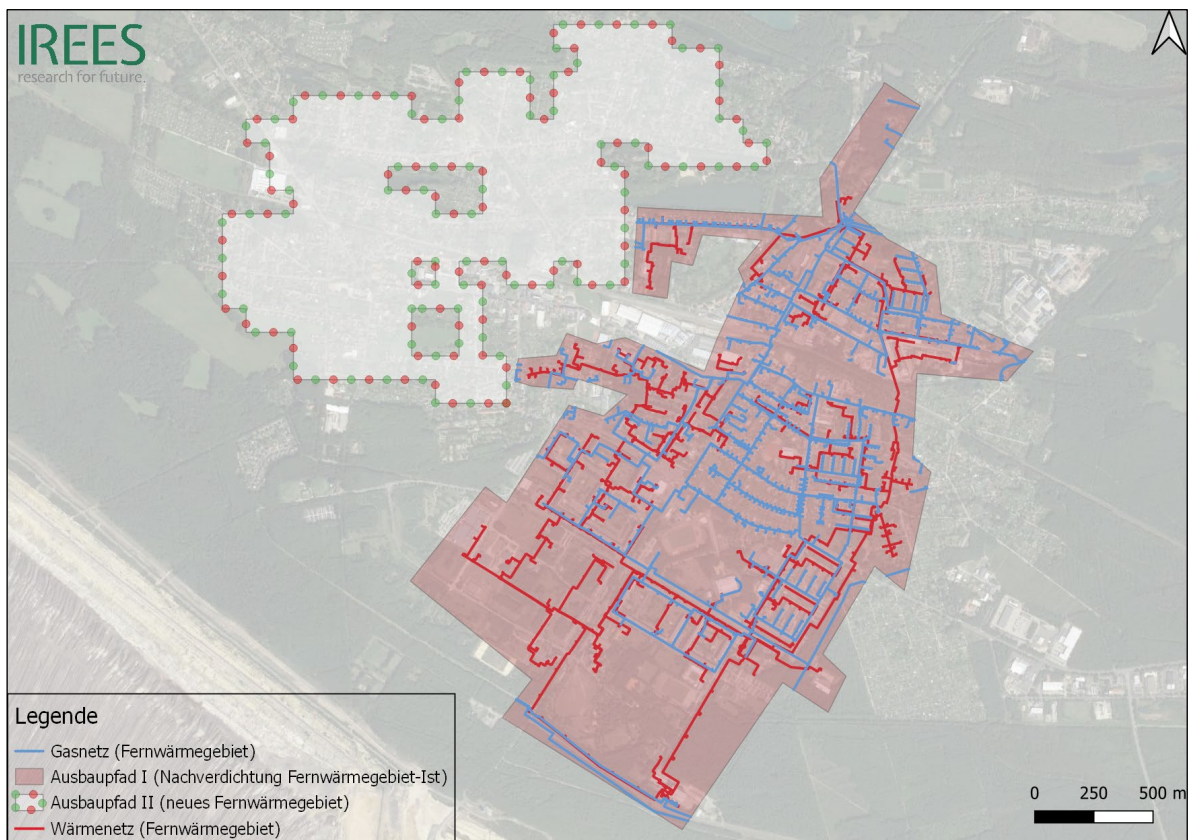 IREES
research for future.
Legende
Gasnetz (Fernwärmegebiet)
Ausbaupfad I (Nachverdichtung Fernwärmegebiet-Ist)
Ausbaupfad II (neues Fernwärmegebiet)
Wärmenetz (Fernwärmegebiet)
0 250 500 m